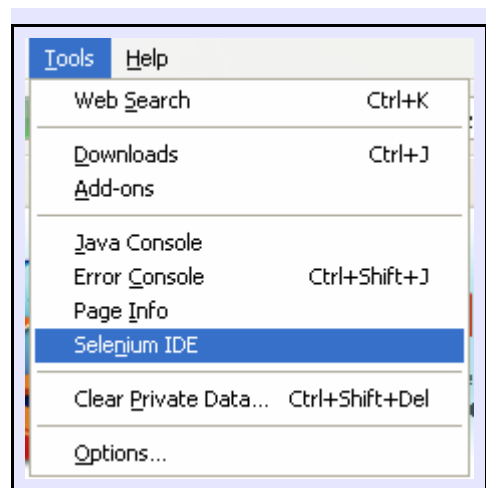 Tools Help
Web Search Ctrl+K
Downloads Ctrl+J
Add-ons
Java Console
Error Console Ctrl+Shift+J
Page Info
Selenium IDE
Clear Private Data... Ctrl+Shift+Del
Options...